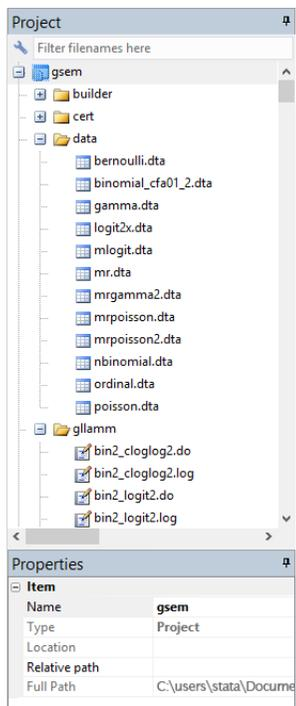 Project
Filter filenames here
gsem
builder
cert
data
bernoulli.dta
binomial_cfa01_2.dta
gamma.dta
logit2x.dta
mlogit.dta
mr.dta
mrgamma2.dta
mrpoisson.dta
mrpoisson2.dta
nbinomial.dta
ordinal.dta
poisson.dta
gllamm
bin2_cloglog2.do
bin2_cloglog2.log
bin2_logit2.do
bin2_logit2.log
Properties
Item
Name gsem
Type Project
Location
Relative path
Full Path C:\users\stata\Docume